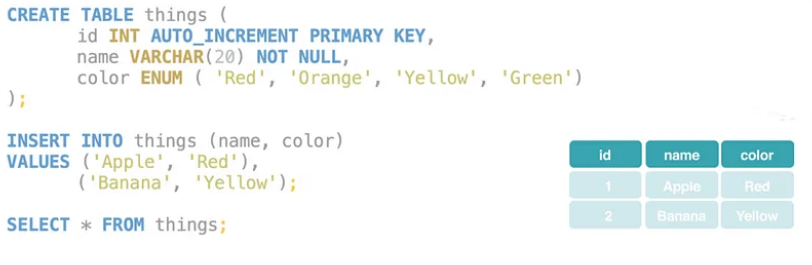 CREATE TABLE things (
id INT AUTO_INCREMENT PRIMARY KEY,
name VARCHAR(20) NOT NULL,
color ENUM ( 'Red', 'Orange', 'Yellow', 'Green')
);
INSERT INTO things (name, color)
VALUES ('Apple', 'Red'),
('Banana', 'Yellow');
SELECT * FROM things;
id name color
1 Apple Red
2 Banana Yellow